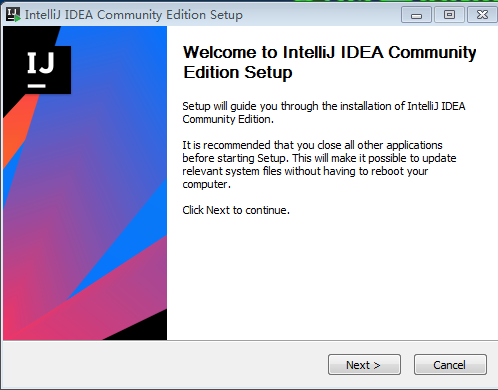 IntelliJ IDEA Community Edition Setup
IJ
Welcome to IntelliJ IDEA Community
Edition Setup
Setup will guide you through the installation of IntelliJ IDEA
Community Edition.
It is recommended that you close all other applications
before starting Setup. This will make it possible to update
relevant system files without having to reboot your
computer.
Click Next to continue.
Next >
Cancel